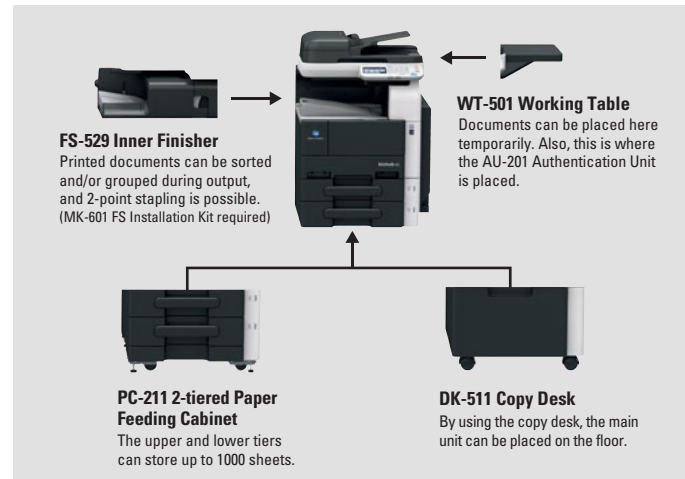 FS-529 Inner Finisher
Printed documents can be sorted
and/or grouped during output,
and 2-point stapling is possible.
(MK-601 FS Installation Kit required)
WT-501 Working Table
Documents can be placed here
temporarily. Also, this is where
the AU-201 Authentication Unit
is placed.
PC-211 2-tiered Paper
Feeding Cabinet
The upper and lower tiers
can store up to 1000 sheets.
DK-511 Copy Desk
By using the copy desk, the main
unit can be placed on the floor.